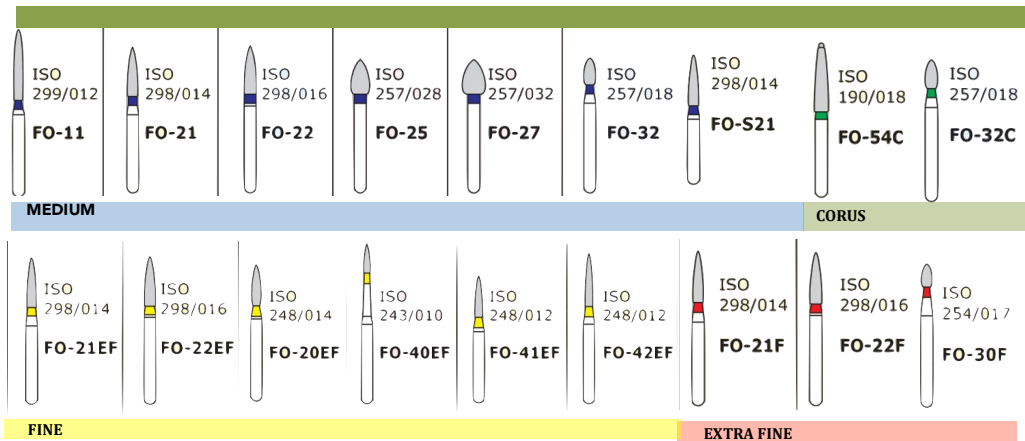 ISO
299/012
FO-11
ISO
298/014
FO-21
ISO
298/016
FO-22
ISO
257/028
FO-25
ISO
257/032
FO-27
ISO
257/018
FO-32
ISO
298/014
FO-S21
ISO
190/018
FO-54C
ISO
257/018
FO-32C
MEDIUM
CORUS
ISO
298/014
FO-21EF
ISO
298/016
FO-22EF
ISO
248/014
FO-20EF
ISO
243/010
FO-40EF
ISO
248/012
FO-41EF
ISO
248/012
FO-42EF
ISO
298/014
FO-21F
ISO
298/016
FO-22F
ISO
254/017
FO-30F
FINE
EXTRA FINE